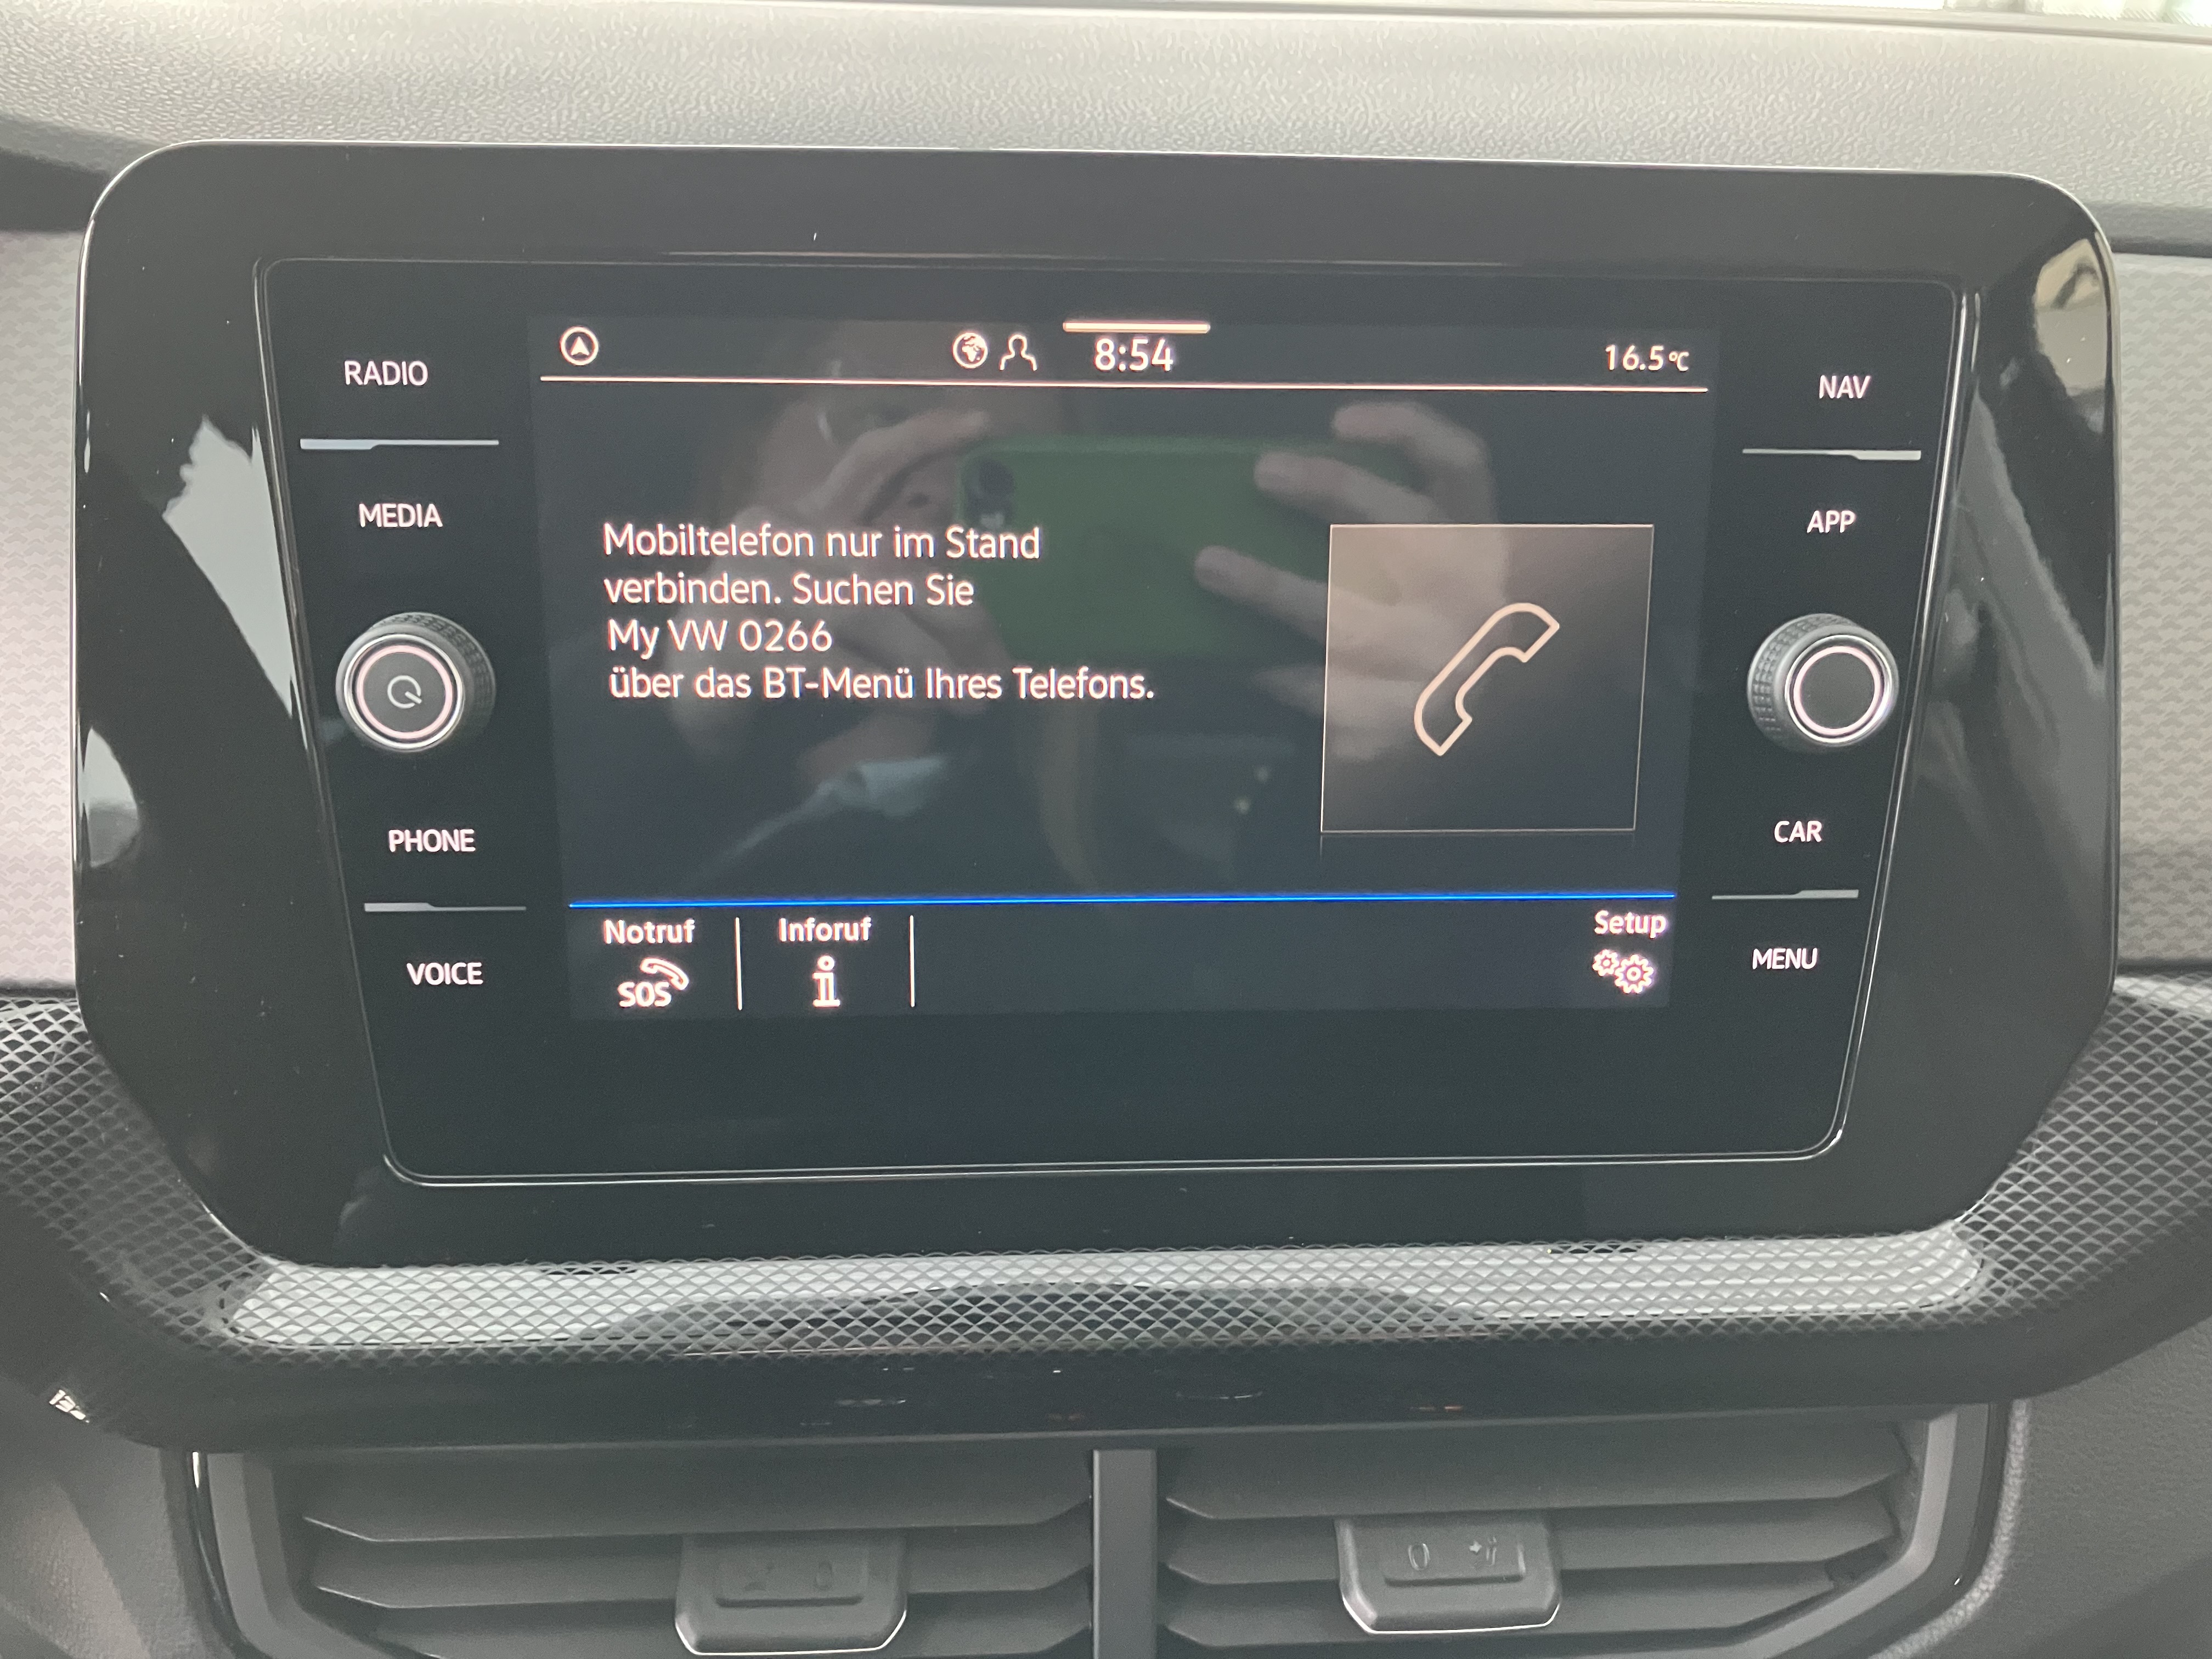 8:54
16.5°C
RADIO
NAV
MEDIA
APP
Mobiltelefon nur im Stand
verbinden. Suchen Sie
My VW 0266
über das BT-Menü Ihres Telefons.
PHONE
CAR
Notruf
Inforuf
Setup
SOS
i
VOICE
MENU
0